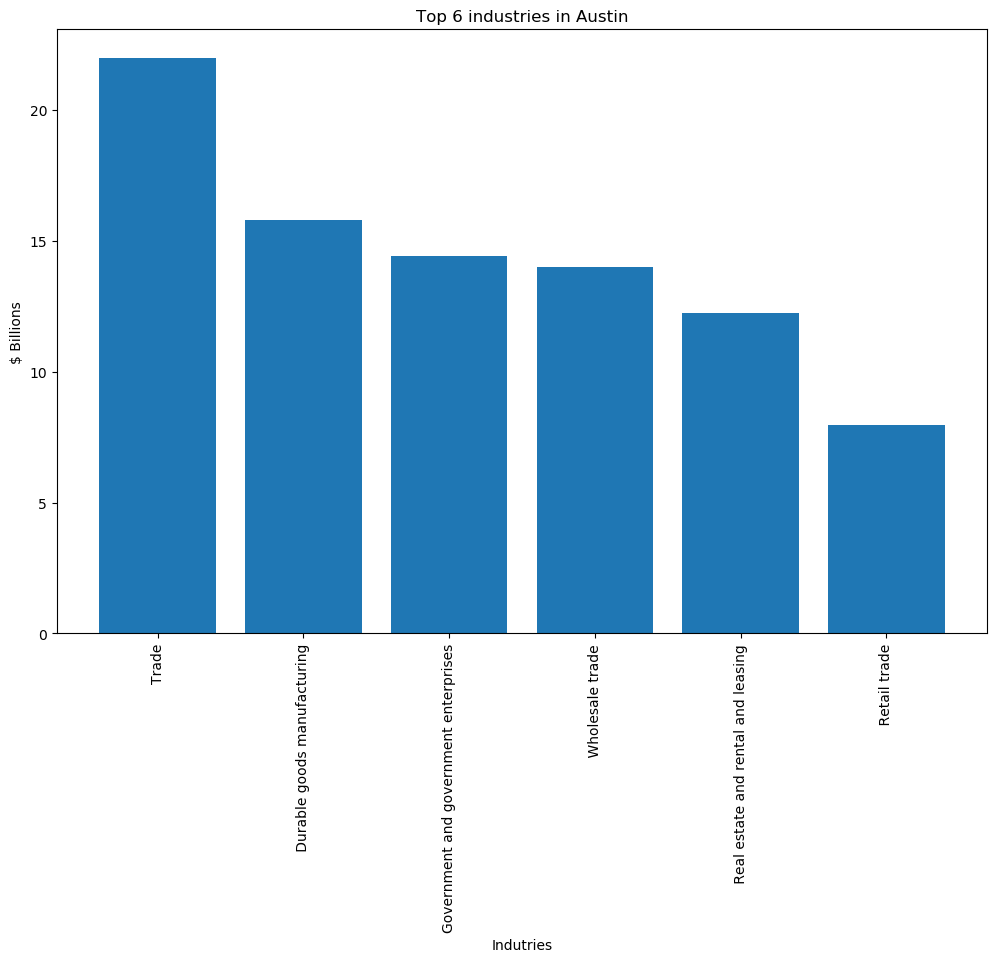 Top 6 industries in Austin
$ Billions
20
15
10
5
0
Trade
Durable goods manufacturing
Government and government enterprises
Wholesale trade
Real estate and rental and leasing
Retail trade
Indutries